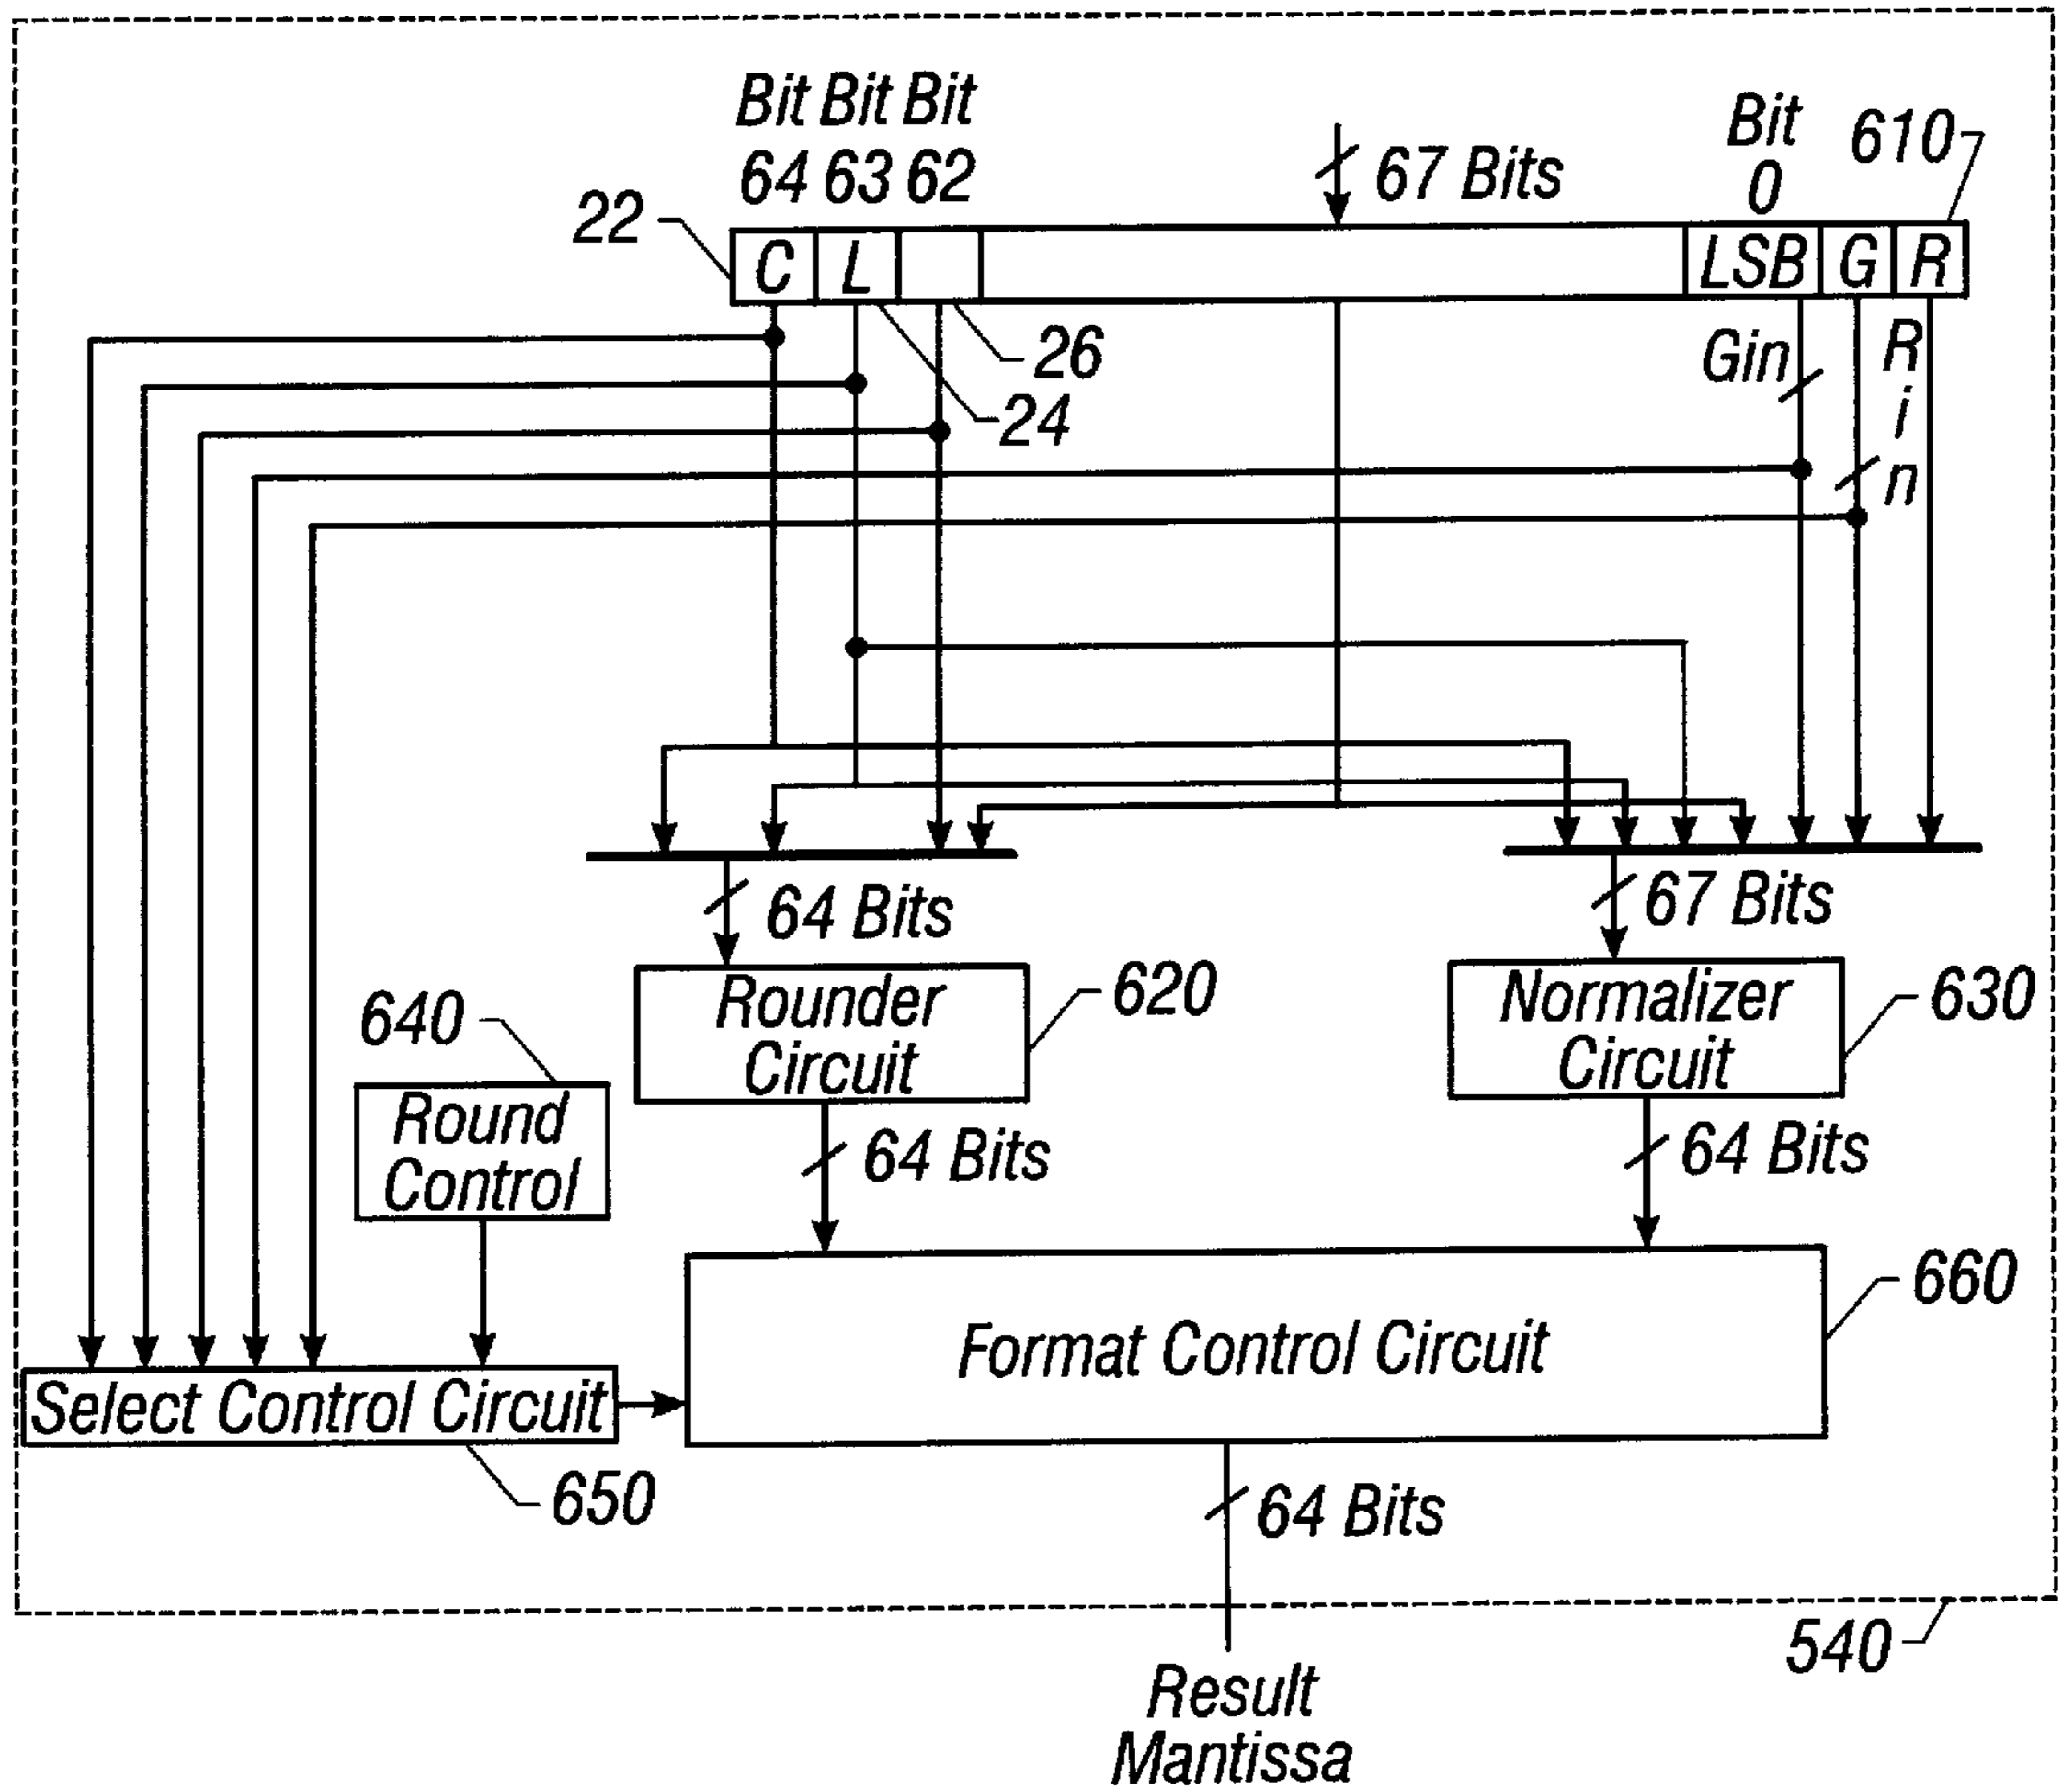 Bit Bit Bit
64 63 62
67 Bits
Bit
0
610
22
C L LSB G R
26
24
Gin
R
i
n
64 Bits
67 Bits
Rounder
Circuit
620
Normalizer
Circuit
630
640
Round
Control
64 Bits
64 Bits
Format Control Circuit
660
Select Control Circuit
650
64 Bits
540
Result
Mantissa